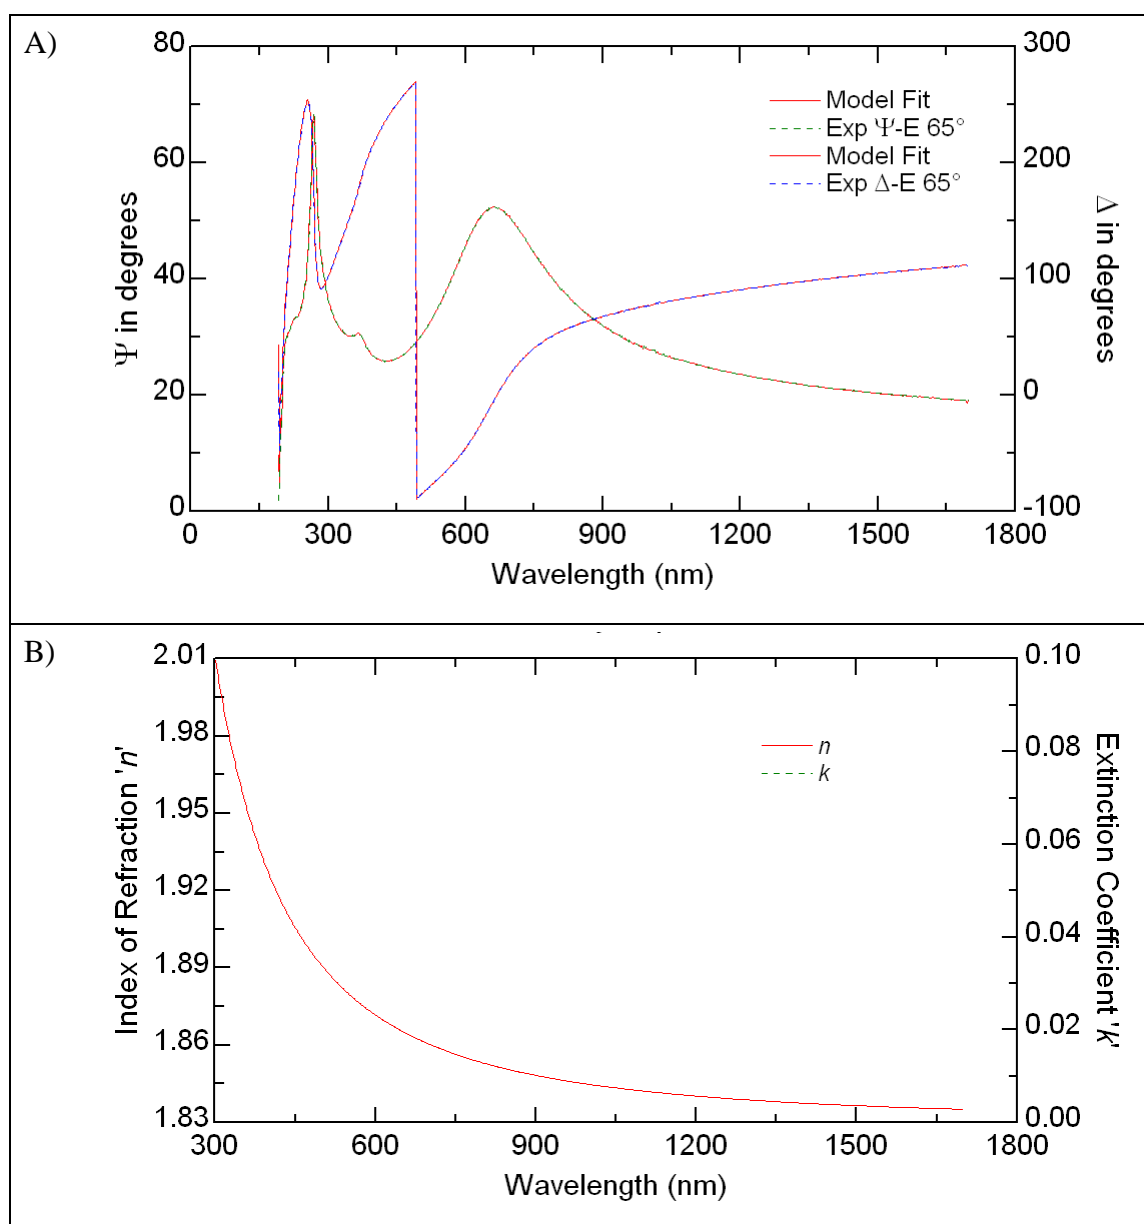 A)
80
60
40
20
0
Ψ in degrees
300
200
100
0
-100
Δ in degrees
Model Fit
Exp Ψ-E 65°
Model Fit
Exp Δ-E 65°
0 300 600 900 1200 1500 1800
Wavelength (nm)
B)
2.01
1.98
1.95
1.92
1.89
1.86
1.83
Index of Refraction 'n'
0.10
0.08
0.06
0.04
0.02
0.00
Extinction Coefficient 'k'
n
k
300 600 900 1200 1500 1800
Wavelength (nm)